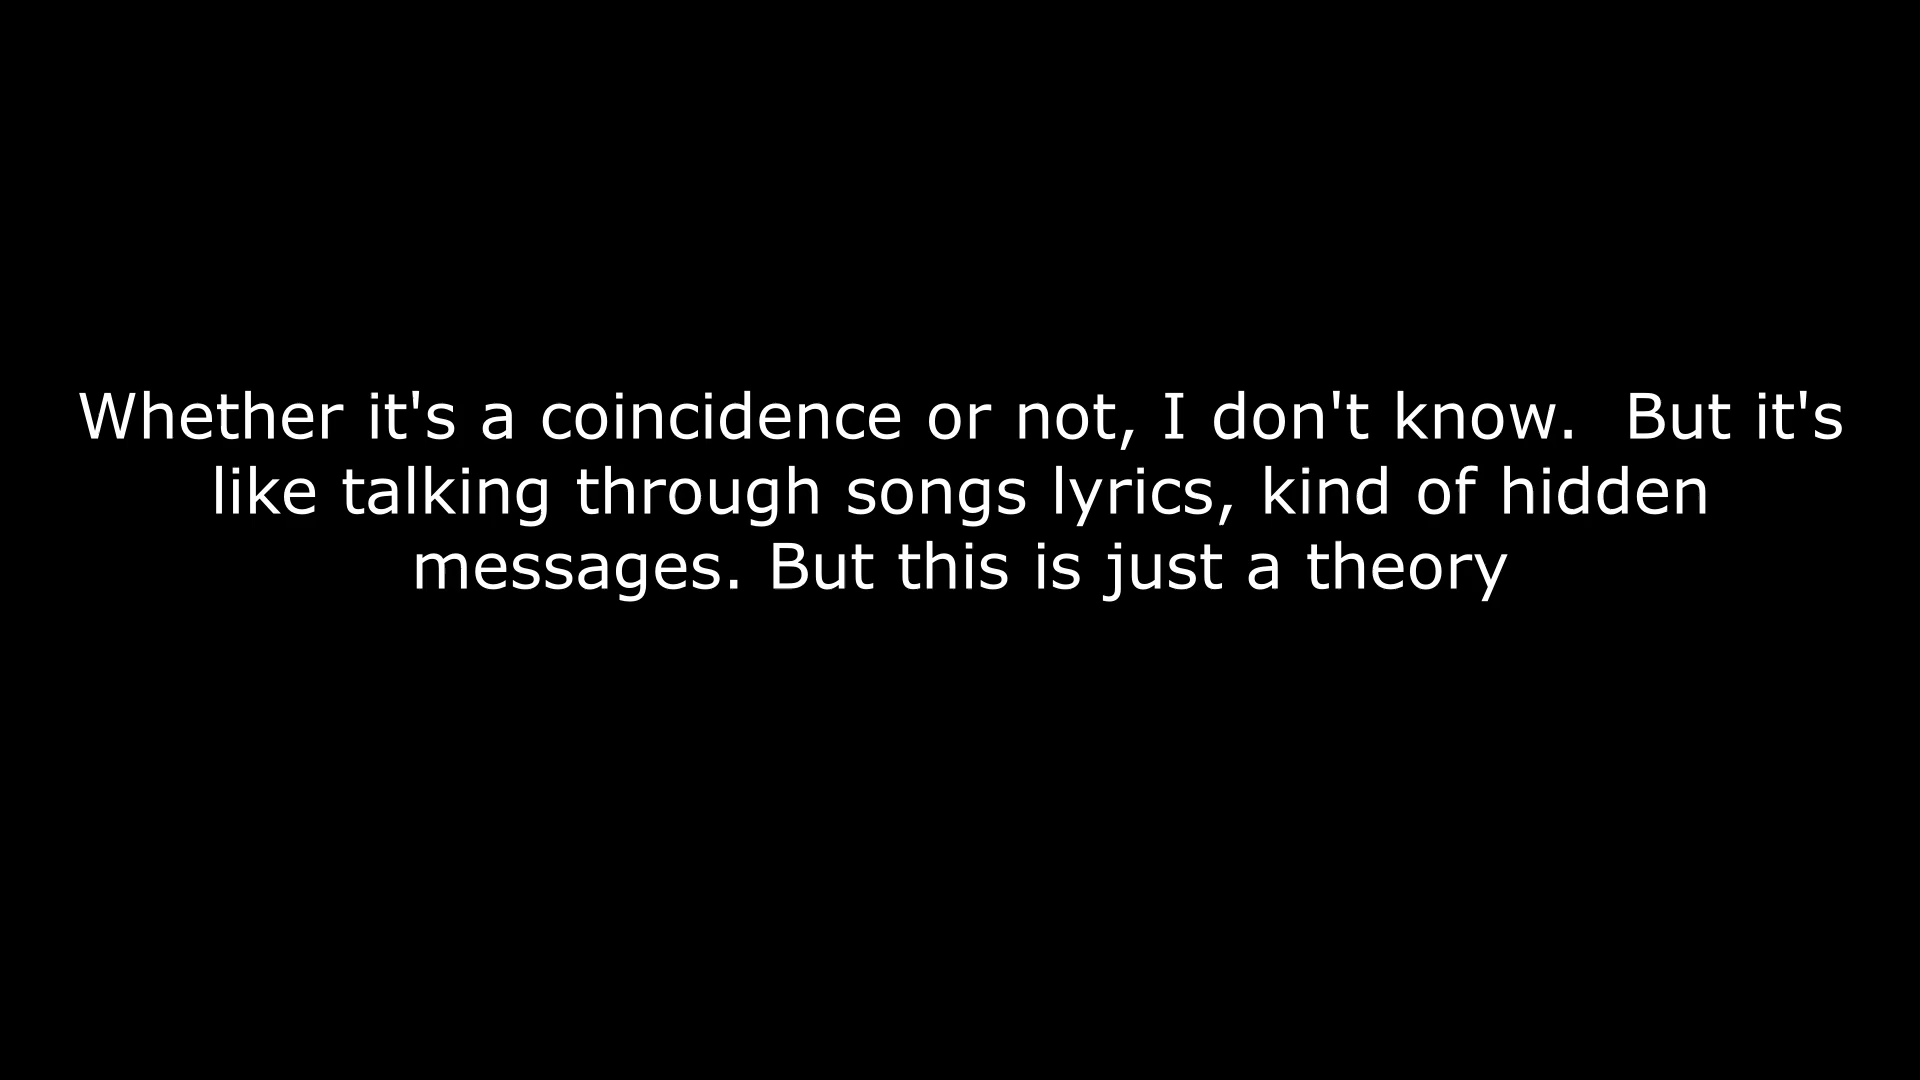 Whether it's a coincidence or not, I don't know.  But it's
like talking through songs lyrics, kind of hidden
messages. But this is just a theory